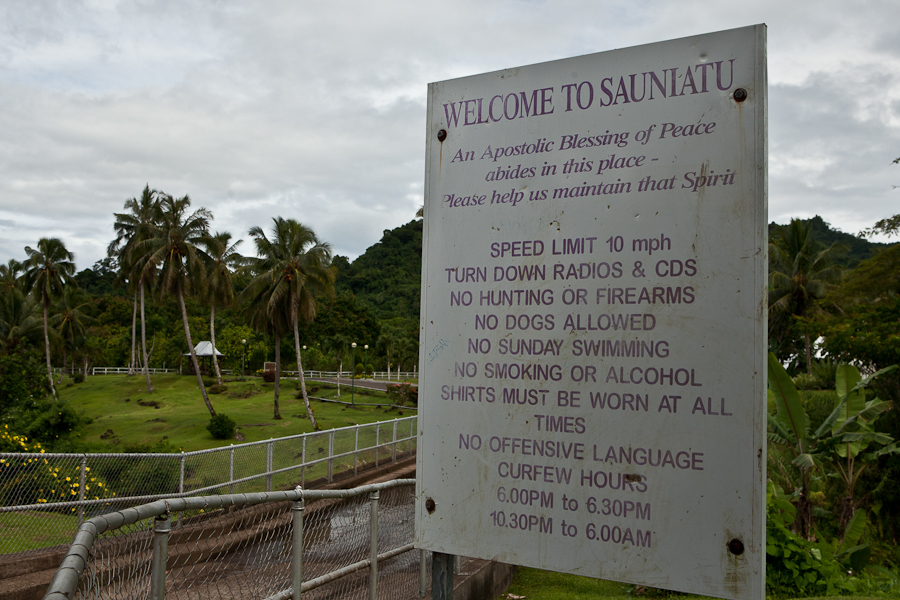 WELCOME TO SAUNIATU
An Apostolic Blessing of Peace
abides in this place -
Please help us maintain that Spirit
SPEED LIMIT 10 mph
TURN DOWN RADIOS & CDS
NO HUNTING OR FIREARMS
NO DOGS ALLOWED
NO SUNDAY SWIMMING
NO SMOKING OR ALCOHOL
SHIRTS MUST BE WORN AT ALL
TIMES
NO OFFENSIVE LANGUAGE
CURFEW HOURS
6.00PM to 6.30PM
10.30PM to 6.00AM